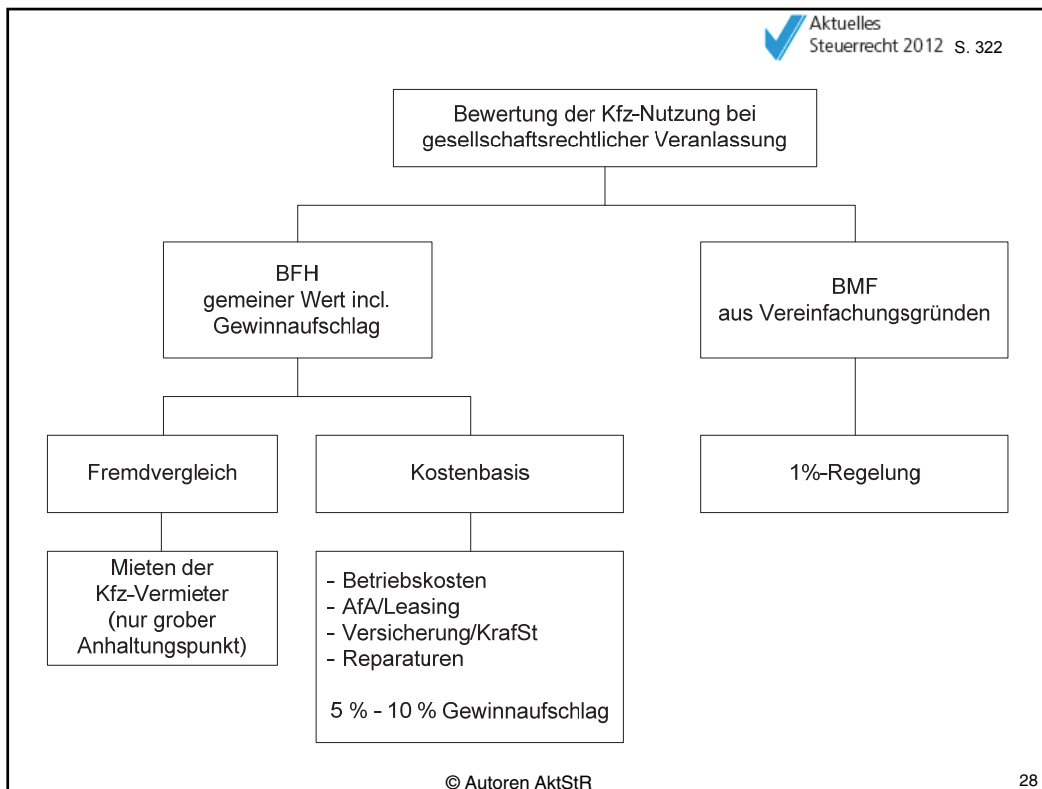 Aktuelles
Steuerrecht 2012 S. 322
Bewertung der Kfz-Nutzung bei
gesellschaftsrechtlicher Veranlassung
BFH
gemeiner Wert incl.
Gewinnaufschlag
BMF
aus Vereinfachungsgründen
Fremdvergleich
Kostenbasis
1%-Regelung
Mieten der
Kfz-Vermieter
(nur grober
Anhaltungspunkt)
- Betriebskosten
- AfA/Leasing
- Versicherung/KrafSt
- Reparaturen
5 % - 10 % Gewinnaufschlag
© Autoren AktStR
28